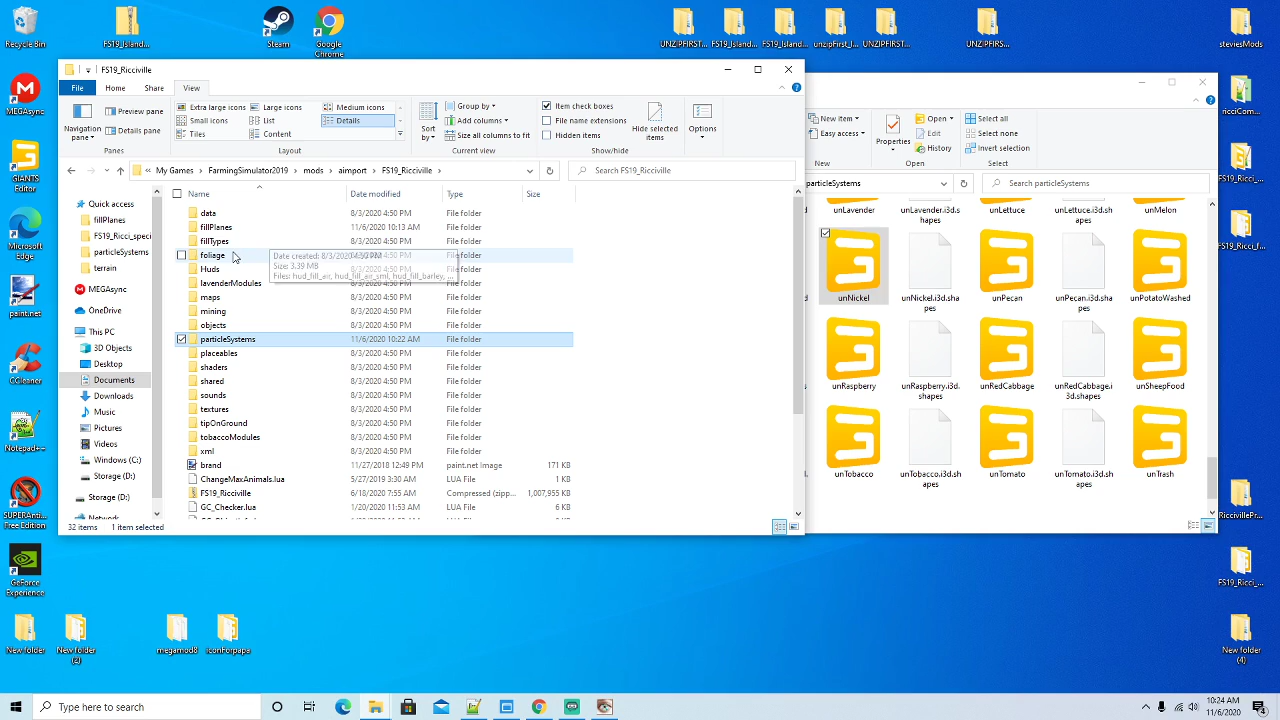 Recycle Bin
FS19_Island...
Steam
Google Chrome
UNZIPFIRST...
FS19_Island...
FS19_Island...
unzipFirst_I...
UNZIPFIRST...
UNZIPFIRS...
steviesMods
FS19_Ricciville
File
Home
Share
View
Navigation pane
Preview pane
Details pane
Panes
Extra large icons
Large icons
Medium icons
Small icons
List
Details
Tiles
Content
Layout
Sort by
Group by
Add columns
Size all columns to fit
Current view
Item check boxes
File name extensions
Hidden items
Hide selected items
Options
Show/hide
« My Games > FarmingSimulator2019 > mods > aimport > FS19_Ricciville >
Search FS19_Ricciville
Quick access
fillPlanes
FS19_Ricci_speci
particleSystems
terrain
MEGAsync
OneDrive
This PC
3D Objects
Desktop
Documents
Downloads
Music
Pictures
Videos
Windows (C:)
Storage (D:)
Storage (D:)
Name Date modified Type Size
data 8/3/2020 4:50 PM File folder
fillPlanes 11/6/2020 10:13 AM File folder
fillTypes 8/3/2020 4:50 PM File folder
foliage File folder
Date created: 8/3/2020
Size: 3.39 MB
Files: hud_fill_air, hud_fill_air_sml, hud_fill_barley, ...
Huds File folder
lavenderModules 8/3/2020 4:50 PM File folder
maps 8/3/2020 4:50 PM File folder
mining 8/3/2020 4:50 PM File folder
objects 8/3/2020 4:50 PM File folder
particleSystems 11/6/2020 10:22 AM File folder
placeables 8/3/2020 4:50 PM File folder
shaders 8/3/2020 4:50 PM File folder
shared 8/3/2020 4:50 PM File folder
sounds 8/3/2020 4:50 PM File folder
textures 8/3/2020 4:50 PM File folder
tipOnGround 8/3/2020 4:50 PM File folder
tobaccoModules 8/3/2020 4:50 PM File folder
xml 8/3/2020 4:50 PM File folder
brand 11/27/2018 12:49 PM paint.net Image 171 KB
ChangeMaxAnimals.lua 5/27/2019 3:30 AM LUA File 1 KB
FS19_Ricciville 6/18/2020 7:55 AM Compressed (zipp... 1,007,955 KB
GC_Checker.lua 1/20/2020 11:53 AM LUA File 6 KB
32 items 1 item selected
New item
Easy access
New
Properties
Open
Edit
History
Open
Select all
Select none
Invert selection
Select
particleSystems
Search particleSystems
unLavender
unLavender.i3d.shapes
unLettuce
unLettuce.i3d.shapes
unMelon
unNickel
unNickel.i3d.shapes
unPecan
unPecan.i3d.shapes
unPotatoWashed
unRaspberry
unRaspberry.i3d.shapes
unRedCabbage
unRedCabbage.i3d.shapes
unSheepFood
unTobacco
unTobacco.i3d.shapes
unTomato
unTomato.i3d.shapes
unTrash
MEGAsync
GIANTS Editor
Microsoft Edge
paint.net
CCleaner
Notepad++
SUPERAnti... Free Edition
GeForce Experience
New folder
New folder (2)
megamod8
iconForpapa
ricciCom...
FS19_Ricci_...
FS19_Ricci_f...
RiccivillePr...
FS19_Ricci_...
New folder (4)
Type here to search
10:24 AM
11/6/2020